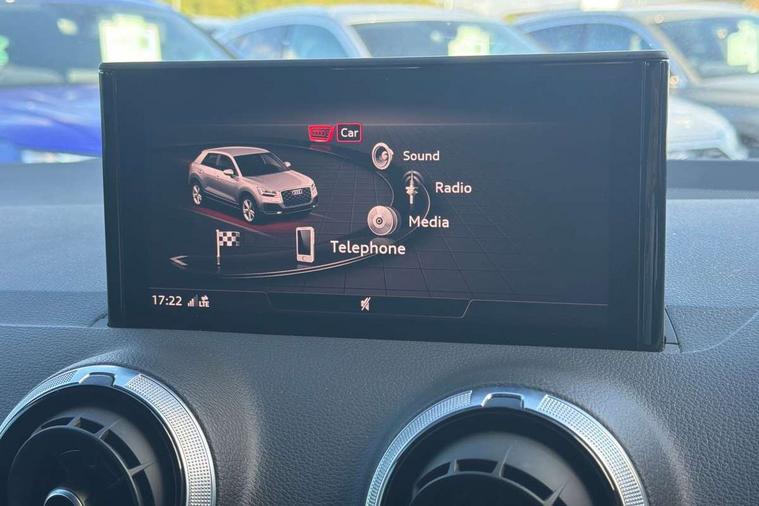 Car
Sound
Radio
Media
Telephone
17:22 LTE